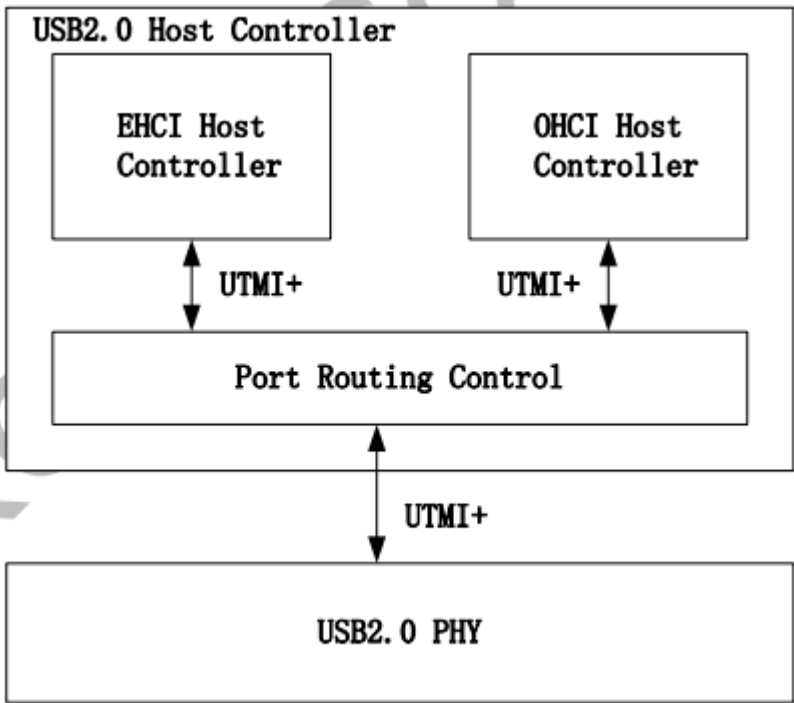 USB2.0 Host Controller
EHCI Host
Controller
OHCI Host
Controller
UTMI+
UTMI+
Port Routing Control
UTMI+
USB2.0 PHY